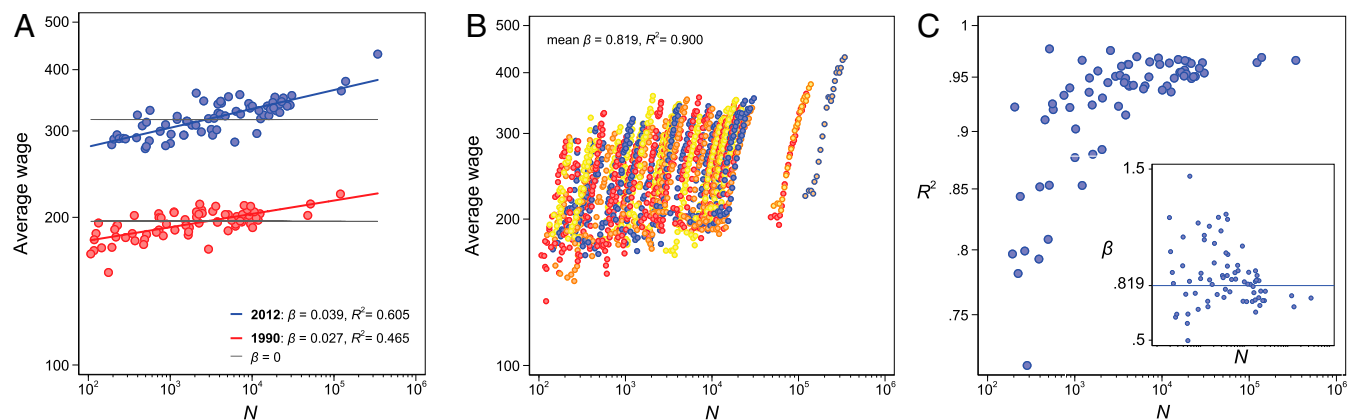 A
500
400
300
200
100
Average wage
2012: β = 0.039, R²= 0.605
1990: β = 0.027, R²= 0.465
β = 0
10² 10³ 10⁴ 10⁵ 10⁶
N
B
mean β = 0.819, R²= 0.900
500
400
300
200
100
Average wage
10² 10³ 10⁴ 10⁵ 10⁶
N
C
1
.95
.9
.85
.8
.75
R²
10² 10³ 10⁴ 10⁵ 10⁶
N
1.5
β
.819
.5
N